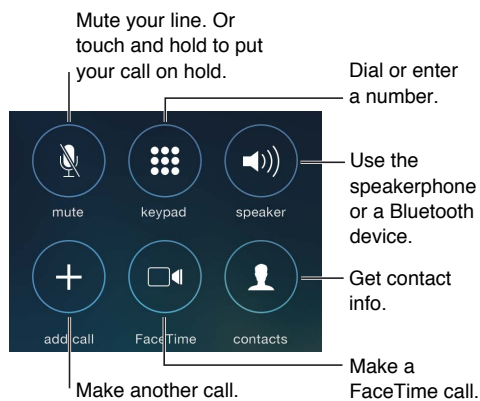 Mute your line. Or
touch and hold to put
your call on hold.
Dial or enter
a number.
mute
keypad
speaker
Use the
speakerphone
or a Bluetooth
device.
add call
FaceTime
contacts
Get contact
info.
Make another call.
Make a
FaceTime call.